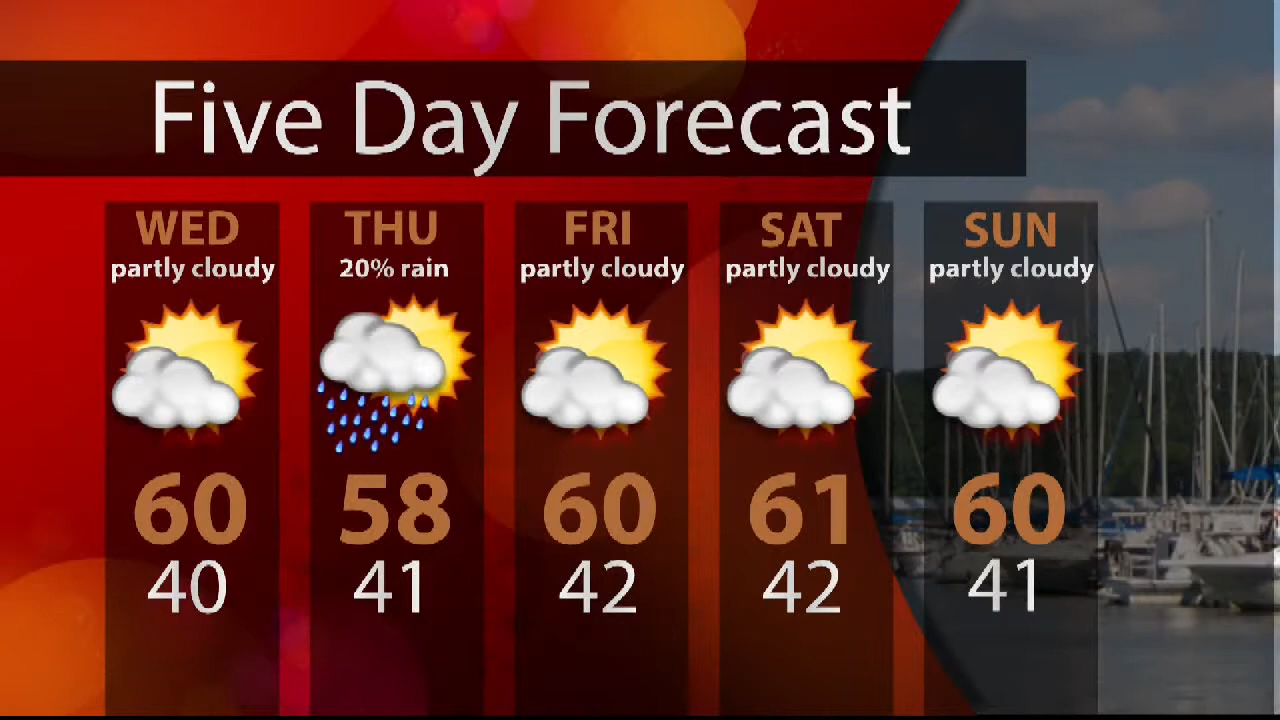 Five Day Forecast
WED
partly cloudy
60
40
THU
20% rain
58
41
FRI
partly cloudy
60
42
SAT
partly cloudy
61
42
SUN
partly cloudy
60
41